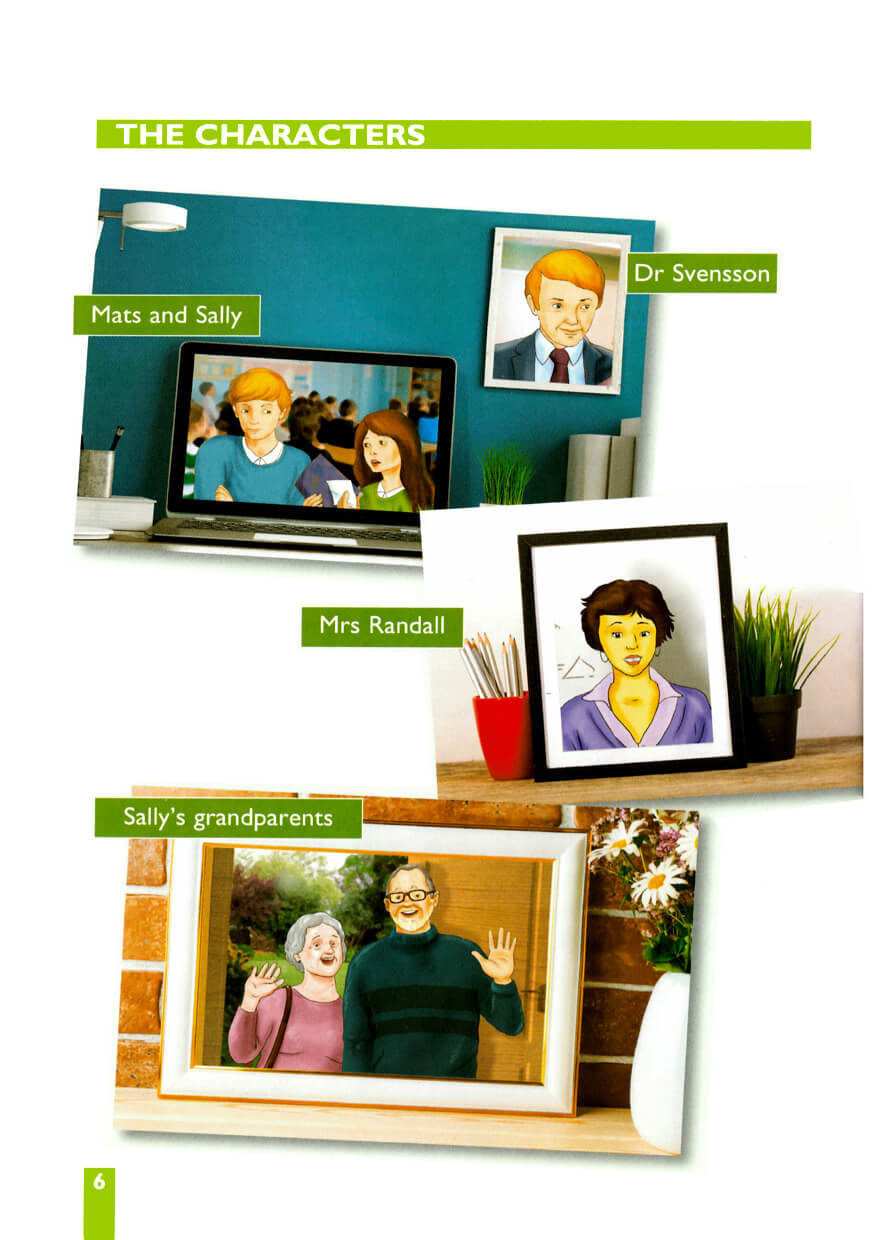 THE CHARACTERS
Dr Svensson
Mats and Sally
Mrs Randall
Sally's grandparents
6